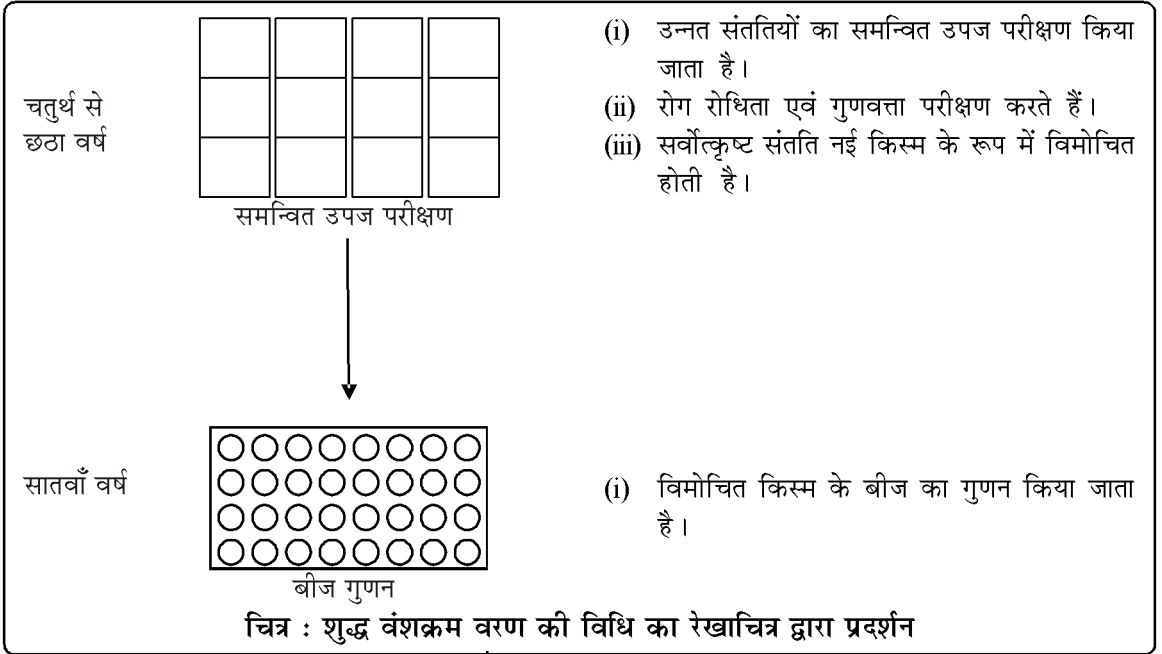 चतुर्थ से
छठा वर्ष
समन्वित उपज परीक्षण
(i) उन्नत संततियों का समन्वित उपज परीक्षण किया
जाता है।
(ii) रोग रोधिता एवं गुणवत्ता परीक्षण करते हैं।
(iii) सर्वोत्कृष्ट संतति नई किस्म के रूप में विमोचित
होती है।
सातवाँ वर्ष
बीज गुणन
(i) विमोचित किस्म के बीज का गुणन किया जाता
है।
चित्र : शुद्ध वंशक्रम वरण की विधि का रेखाचित्र द्वारा प्रदर्शन